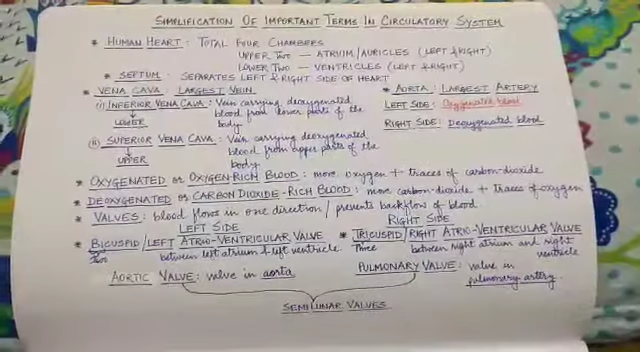 SIMPLIFICATION OF IMPORTANT TERMS IN CIRCULATORY SYSTEM
* HUMAN HEART : TOTAL FOUR CHAMBERS
UPPER TWO — ATRIUM/AURICLES (LEFT & RIGHT)
LOWER TWO — VENTRICLES (LEFT & RIGHT)
* SEPTUM : SEPARATES LEFT & RIGHT SIDE OF HEART
* VENA CAVA : LARGEST VEIN
(i) INFERIOR VENA CAVA : Vein carrying deoxygenated
↓
LOWER
blood from lower parts of the
body
(ii) SUPERIOR VENA CAVA : Vein carrying deoxygenated
↓
UPPER
blood from upper parts of the
body
* AORTA : LARGEST ARTERY
LEFT SIDE : Oxygenated blood
RIGHT SIDE : Deoxygenated blood
* OXYGENATED OR OXYGEN-RICH BLOOD : more oxygen + traces of carbon-dioxide
* DEOXYGENATED OR CARBON DIOXIDE-RICH BLOOD : more carbon-dioxide + traces of oxygen
* VALVES : blood flows in one direction / prevents backflow of blood
LEFT SIDE
* BICUSPID/LEFT ATRIO-VENTRICULAR VALVE
Two
between left atrium & left ventricle.
AORTIC VALVE : valve in aorta
RIGHT SIDE
* TRICUSPID/RIGHT ATRIO-VENTRICULAR VALVE
Three
between right atrium and right
ventricle
PULMONARY VALVE : valve in
pulmonary artery.
SEMILUNAR VALVES